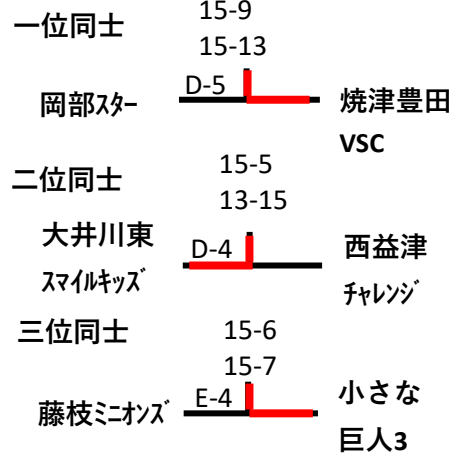 一位同士
15-9
15-13
岡部ｽﾀｰ
D-5
焼津豊田
VSC
二位同士
15-5
13-15
大井川東
ｽﾏｲﾙｷｯｽﾞ
D-4
西益津
ﾁｬﾚﾝｼﾞ
三位同士
15-6
15-7
藤枝ﾐﾆｵﾝｽﾞ
E-4
小さな
巨人3